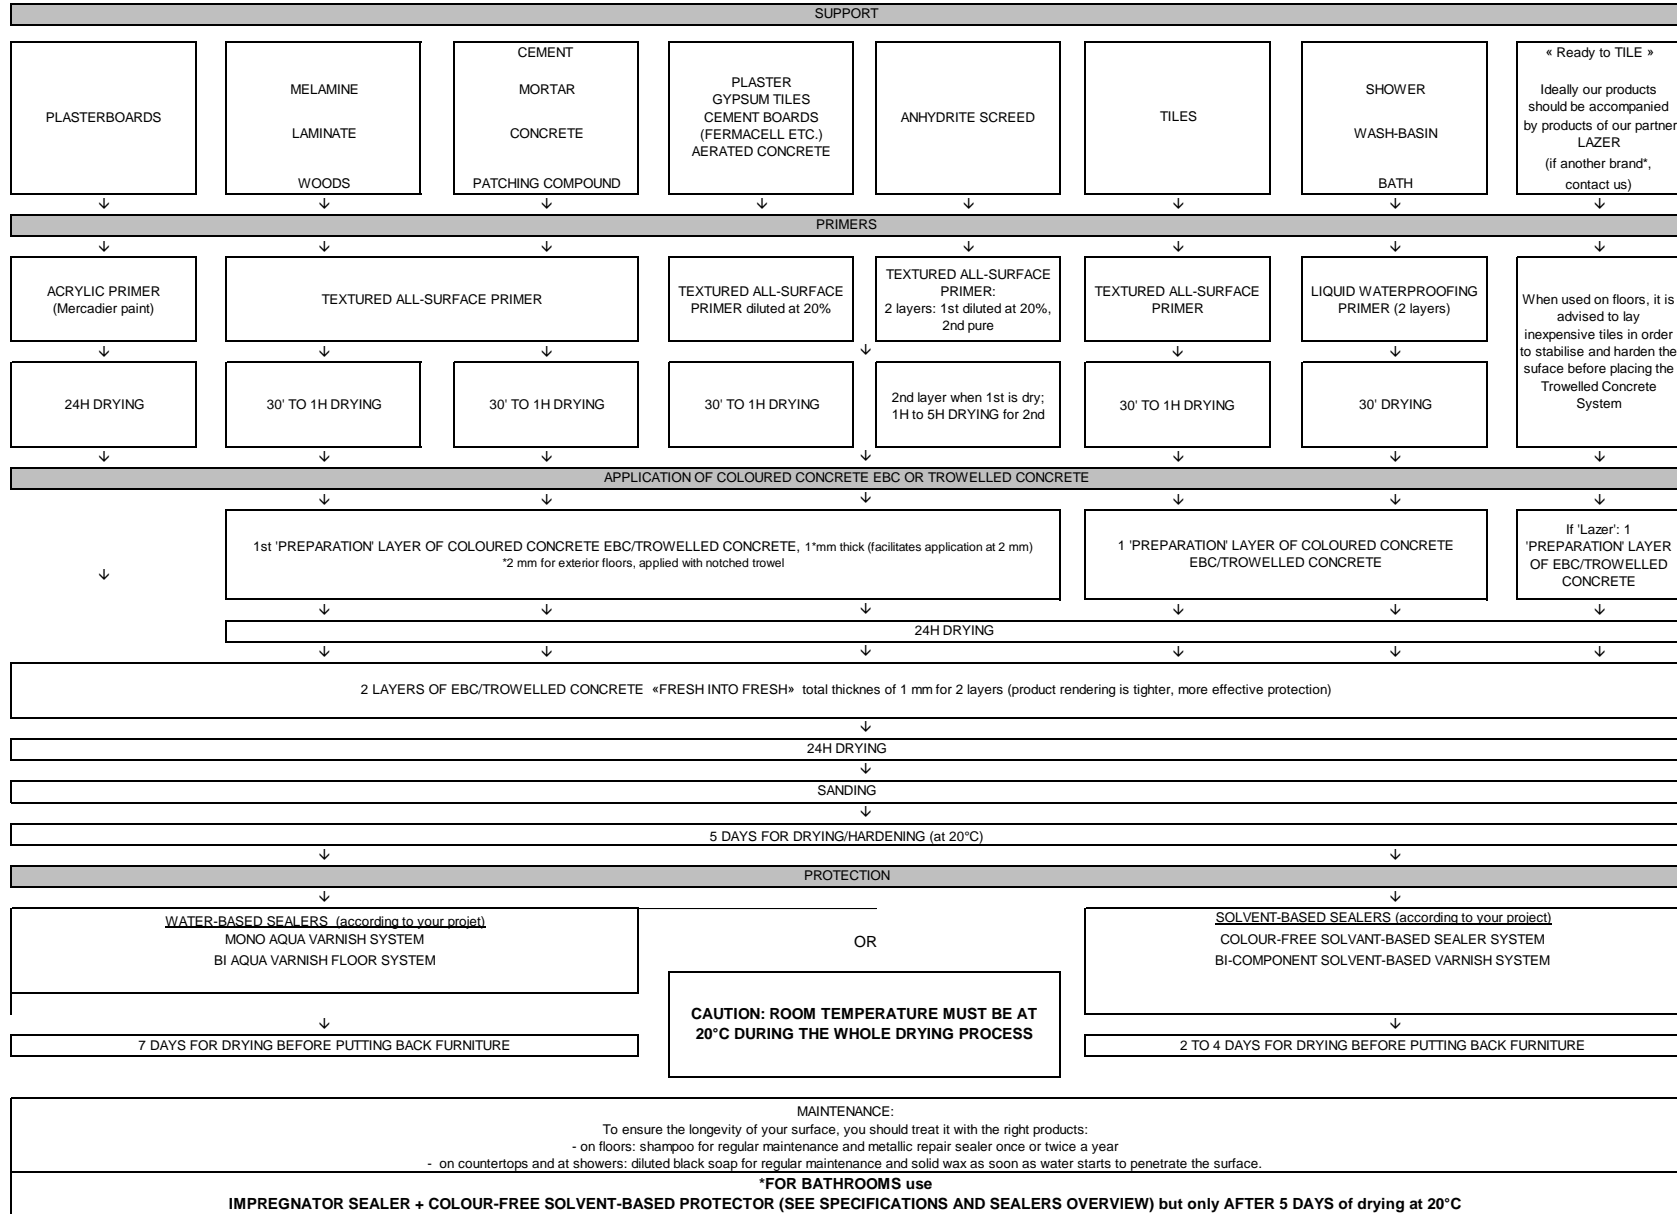 SUPPORT
PLASTERBOARDS
MELAMINE
LAMINATE
WOODS
CEMENT
MORTAR
CONCRETE
PATCHING COMPOUND
PLASTER
GYPSUM TILES
CEMENT BOARDS
(FERMACELL ETC.)
AERATED CONCRETE
ANHYDRITE SCREED
TILES
SHOWER
WASH-BASIN
BATH
« Ready to TILE »
Ideally our products
should be accompanied
by products of our partner
LAZER
(if another brand*,
contact us)
PRIMERS
ACRYLIC PRIMER
(Mercadier paint)
TEXTURED ALL-SURFACE PRIMER
TEXTURED ALL-SURFACE
PRIMER diluted at 20%
TEXTURED ALL-SURFACE
PRIMER:
2 layers: 1st diluted at 20%,
2nd pure
TEXTURED ALL-SURFACE
PRIMER
LIQUID WATERPROOFING
PRIMER (2 layers)
When used on floors, it is
advised to lay
inexpensive tiles in order
to stabilise and harden the
suface before placing the
Trowelled Concrete
System
24H DRYING
30' TO 1H DRYING
30' TO 1H DRYING
30' TO 1H DRYING
2nd layer when 1st is dry;
1H to 5H DRYING for 2nd
30' TO 1H DRYING
30' DRYING
APPLICATION OF COLOURED CONCRETE EBC OR TROWELLED CONCRETE
1st 'PREPARATION' LAYER OF COLOURED CONCRETE EBC/TROWELLED CONCRETE, 1*mm thick (facilitates application at 2 mm)
*2 mm for exterior floors, applied with notched trowel
1 'PREPARATION' LAYER OF COLOURED CONCRETE
EBC/TROWELLED CONCRETE
If 'Lazer': 1
'PREPARATION' LAYER
OF EBC/TROWELLED
CONCRETE
24H DRYING
2 LAYERS OF EBC/TROWELLED CONCRETE «FRESH INTO FRESH» total thicknes of 1 mm for 2 layers (product rendering is tighter, more effective protection)
24H DRYING
SANDING
5 DAYS FOR DRYING/HARDENING (at 20°C)
PROTECTION
WATER-BASED SEALERS (according to your projet)
MONO AQUA VARNISH SYSTEM
BI AQUA VARNISH FLOOR SYSTEM
OR
SOLVENT-BASED SEALERS (according to your project)
COLOUR-FREE SOLVANT-BASED SEALER SYSTEM
BI-COMPONENT SOLVENT-BASED VARNISH SYSTEM
CAUTION: ROOM TEMPERATURE MUST BE AT
20°C DURING THE WHOLE DRYING PROCESS
7 DAYS FOR DRYING BEFORE PUTTING BACK FURNITURE
2 TO 4 DAYS FOR DRYING BEFORE PUTTING BACK FURNITURE
MAINTENANCE:
To ensure the longevity of your surface, you should treat it with the right products:
- on floors: shampoo for regular maintenance and metallic repair sealer once or twice a year
- on countertops and at showers: diluted black soap for regular maintenance and solid wax as soon as water starts to penetrate the surface.
*FOR BATHROOMS use
IMPREGNATOR SEALER + COLOUR-FREE SOLVENT-BASED PROTECTOR (SEE SPECIFICATIONS AND SEALERS OVERVIEW) but only AFTER 5 DAYS of drying at 20°C